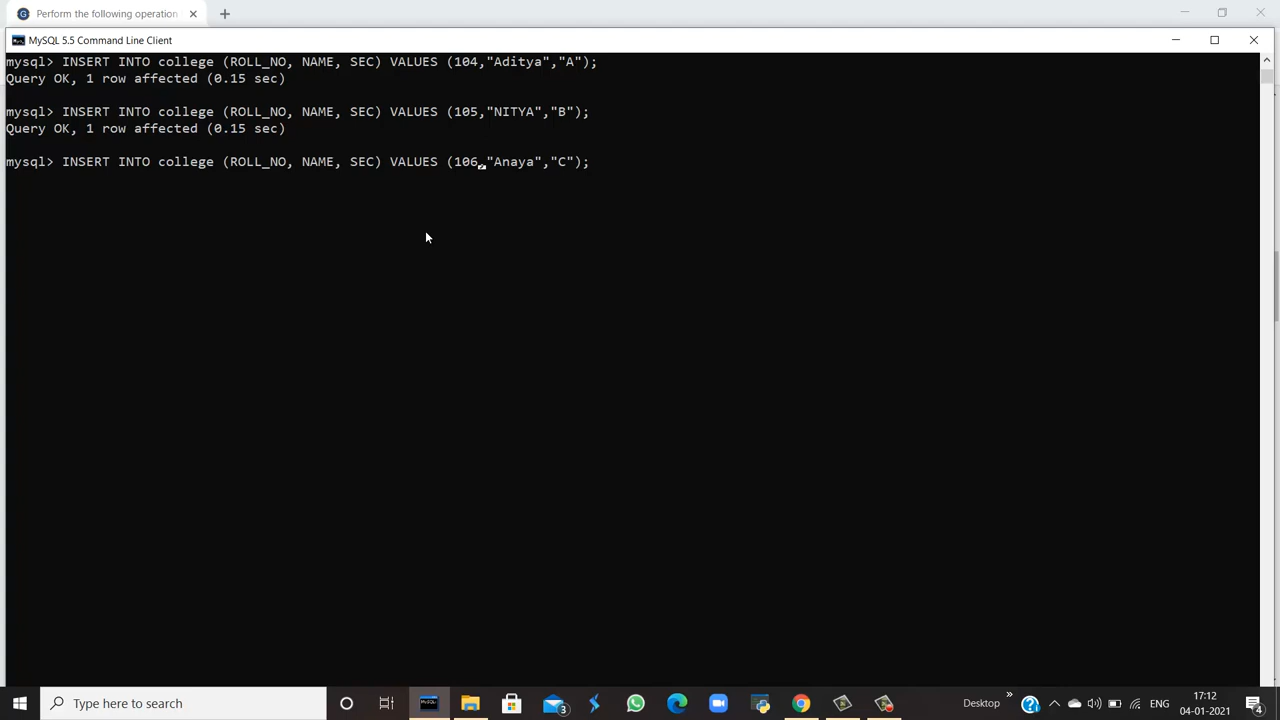 Perform the following operation
MySQL 5.5 Command Line Client
mysql> INSERT INTO college (ROLL_NO, NAME, SEC) VALUES (104,"Aditya","A");
Query OK, 1 row affected (0.15 sec)
mysql> INSERT INTO college (ROLL_NO, NAME, SEC) VALUES (105,"NITYA","B");
Query OK, 1 row affected (0.15 sec)
mysql> INSERT INTO college (ROLL_NO, NAME, SEC) VALUES (106,"Anaya","C");
Type here to search
MySQL
3
Desktop
»
ENG
17:12
04-01-2021
4